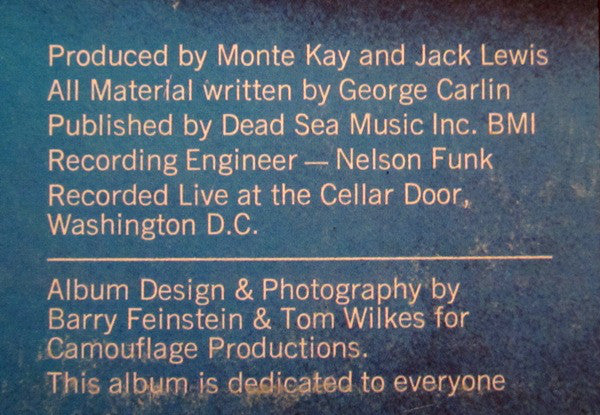 Produced by Monte Kay and Jack Lewis
All Material written by George Carlin
Published by Dead Sea Music Inc. BMI
Recording Engineer — Nelson Funk
Recorded Live at the Cellar Door,
Washington D.C.
Album Design & Photography by
Barry Feinstein & Tom Wilkes for
Camouflage Productions.
This album is dedicated to everyone